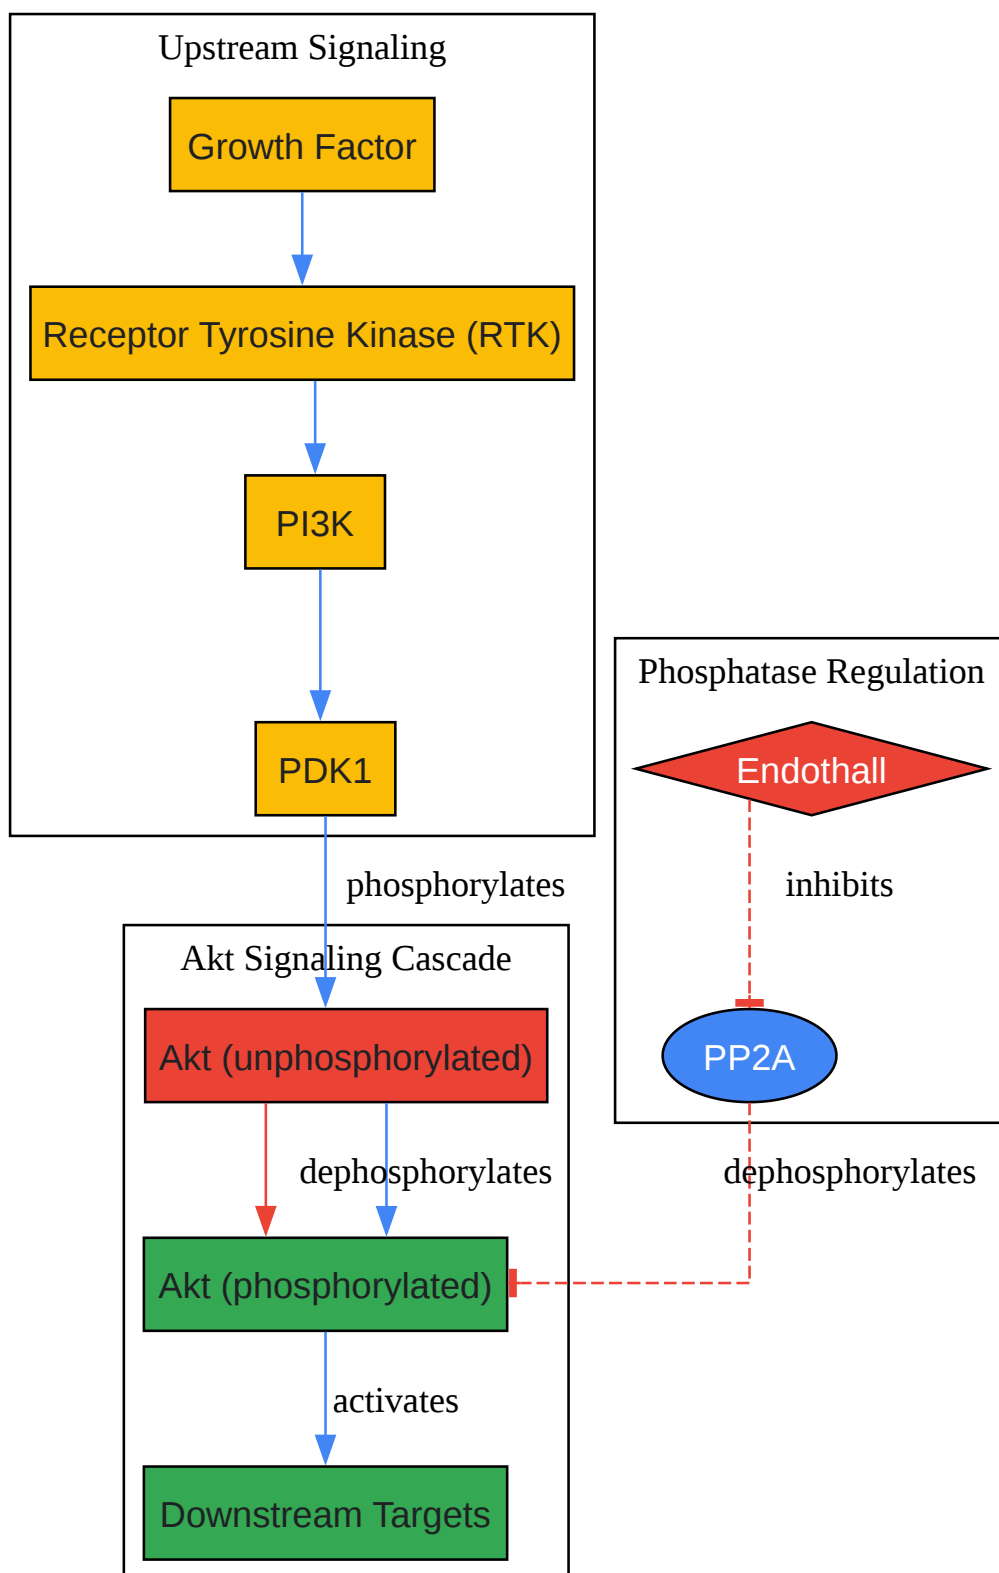 Upstream Signaling
Growth Factor
Receptor Tyrosine Kinase (RTK)
PI3K
PDK1
phosphorylates
Akt Signaling Cascade
Akt (unphosphorylated)
dephosphorylates
Akt (phosphorylated)
activates
Downstream Targets
Phosphatase Regulation
Endothall
inhibits
PP2A
dephosphorylates